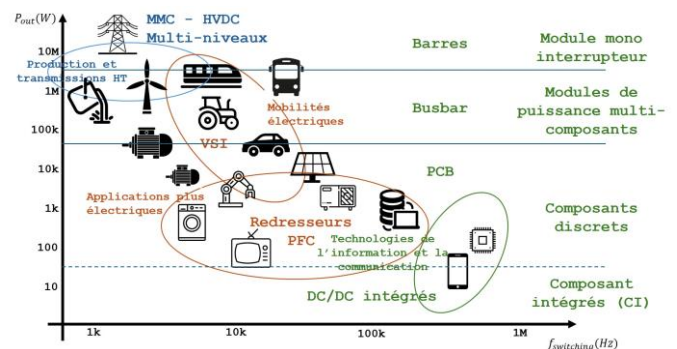 P_out(W)
MMC – HVDC
Multi-niveaux
Barres
Module mono
interrupteur
10M
Production et
transmissions HT
1M
Mobilités
électriques
Busbar
Modules de
puissance multi-
composants
100k
VSI
10k
PCB
Applications plus
électriques
1k
Redresseurs
PFC
Composants
discrets
100
Technologies de
l'information et la
communication
10
DC/DC intégrés
Composant
intégrés (CI)
1k
10k
100k
1M
f_switching(Hz)